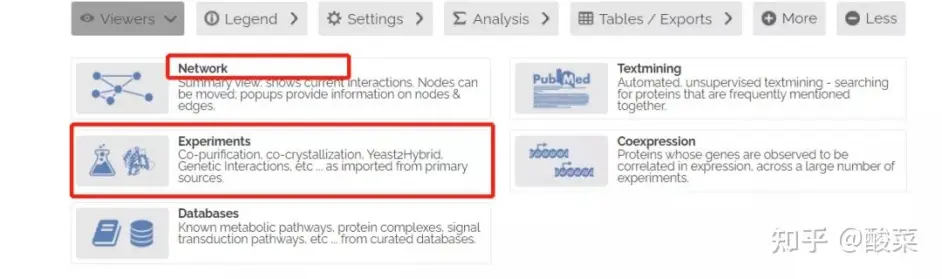 Viewers
Legend
Settings
Analysis
Tables / Exports
More
Less
Network
Summary view: shows current interactions. Nodes can
be moved; popups provide information on nodes &
edges.
Textmining
Automated, unsupervised textmining - searching
for proteins that are frequently mentioned
together.
PubMed
Experiments
Co-purification, co-crystallization, Yeast2Hybrid,
Genetic Interactions, etc ... as imported from primary
sources.
Coexpression
Proteins whose genes are observed to be
correlated in expression, across a large number of
experiments.
Databases
Known metabolic pathways, protein complexes, signal
transduction pathways, etc ... from curated databases.
知乎 @酸菜